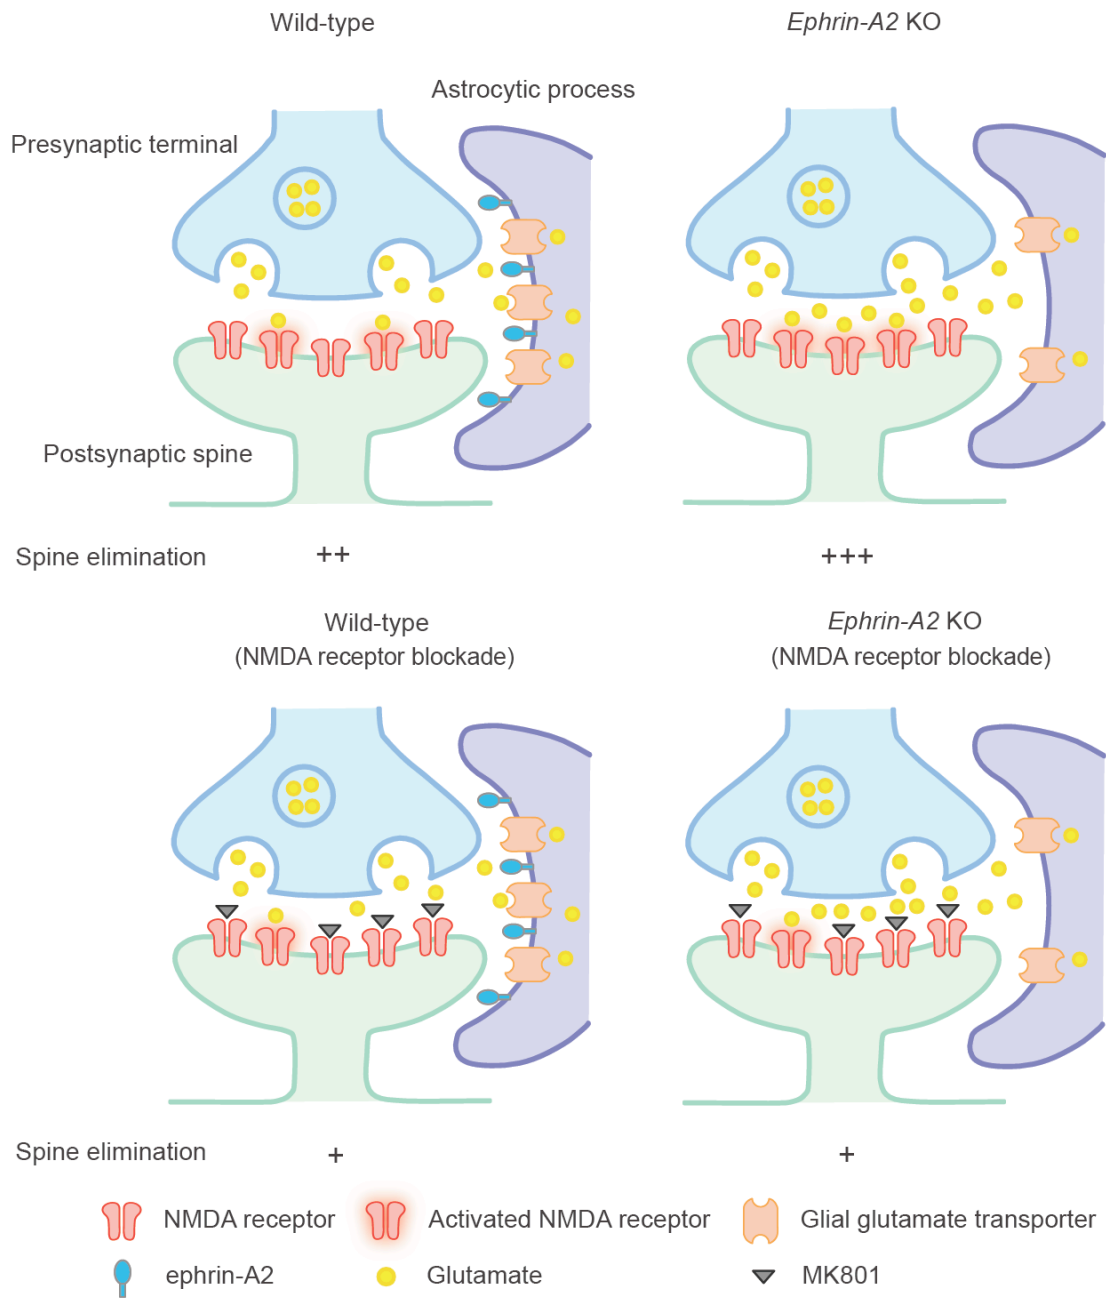 Wild-type
Ephrin-A2 KO
Astrocytic process
Presynaptic terminal
Postsynaptic spine
Spine elimination
++
+++
Wild-type
(NMDA receptor blockade)
Ephrin-A2 KO
(NMDA receptor blockade)
Spine elimination
+
+
NMDA receptor
Activated NMDA receptor
Glial glutamate transporter
ephrin-A2
Glutamate
MK801